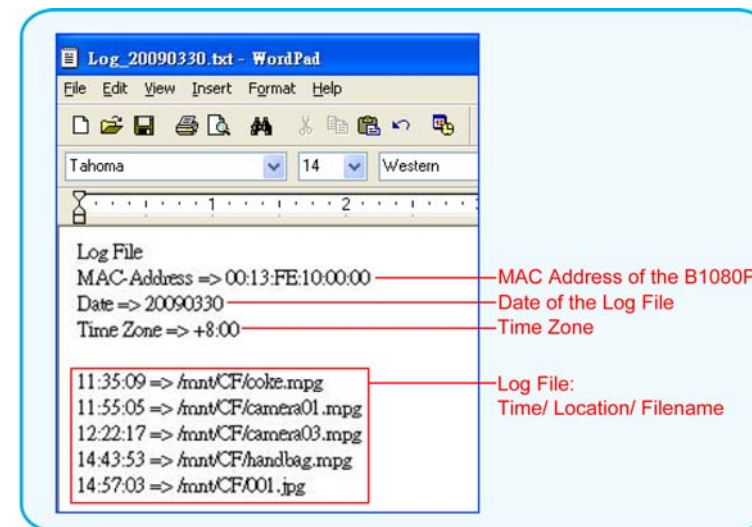 Log_20090330.txt - WordPad
File Edit View Insert Format Help
Tahoma 14 Western
1 2
Log File
MAC-Address => 00:13:FE:10:00:00
Date => 20090330
Time Zone => +8:00
11:35:09 => /mnt/CF/coke.mpg
11:55:05 => /mnt/CF/camera01.mpg
12:22:17 => /mnt/CF/camera03.mpg
14:43:53 => /mnt/CF/handbag.mpg
14:57:03 => /mnt/CF/001.jpg
MAC Address of the B1080P
Date of the Log File
Time Zone
Log File:
Time/ Location/ Filename